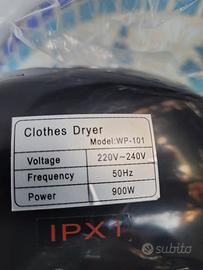 Clothes Dryer
Model:WP-101
Voltage 220V~240V
Frequency 50Hz
Power 900W
IPX1
subito